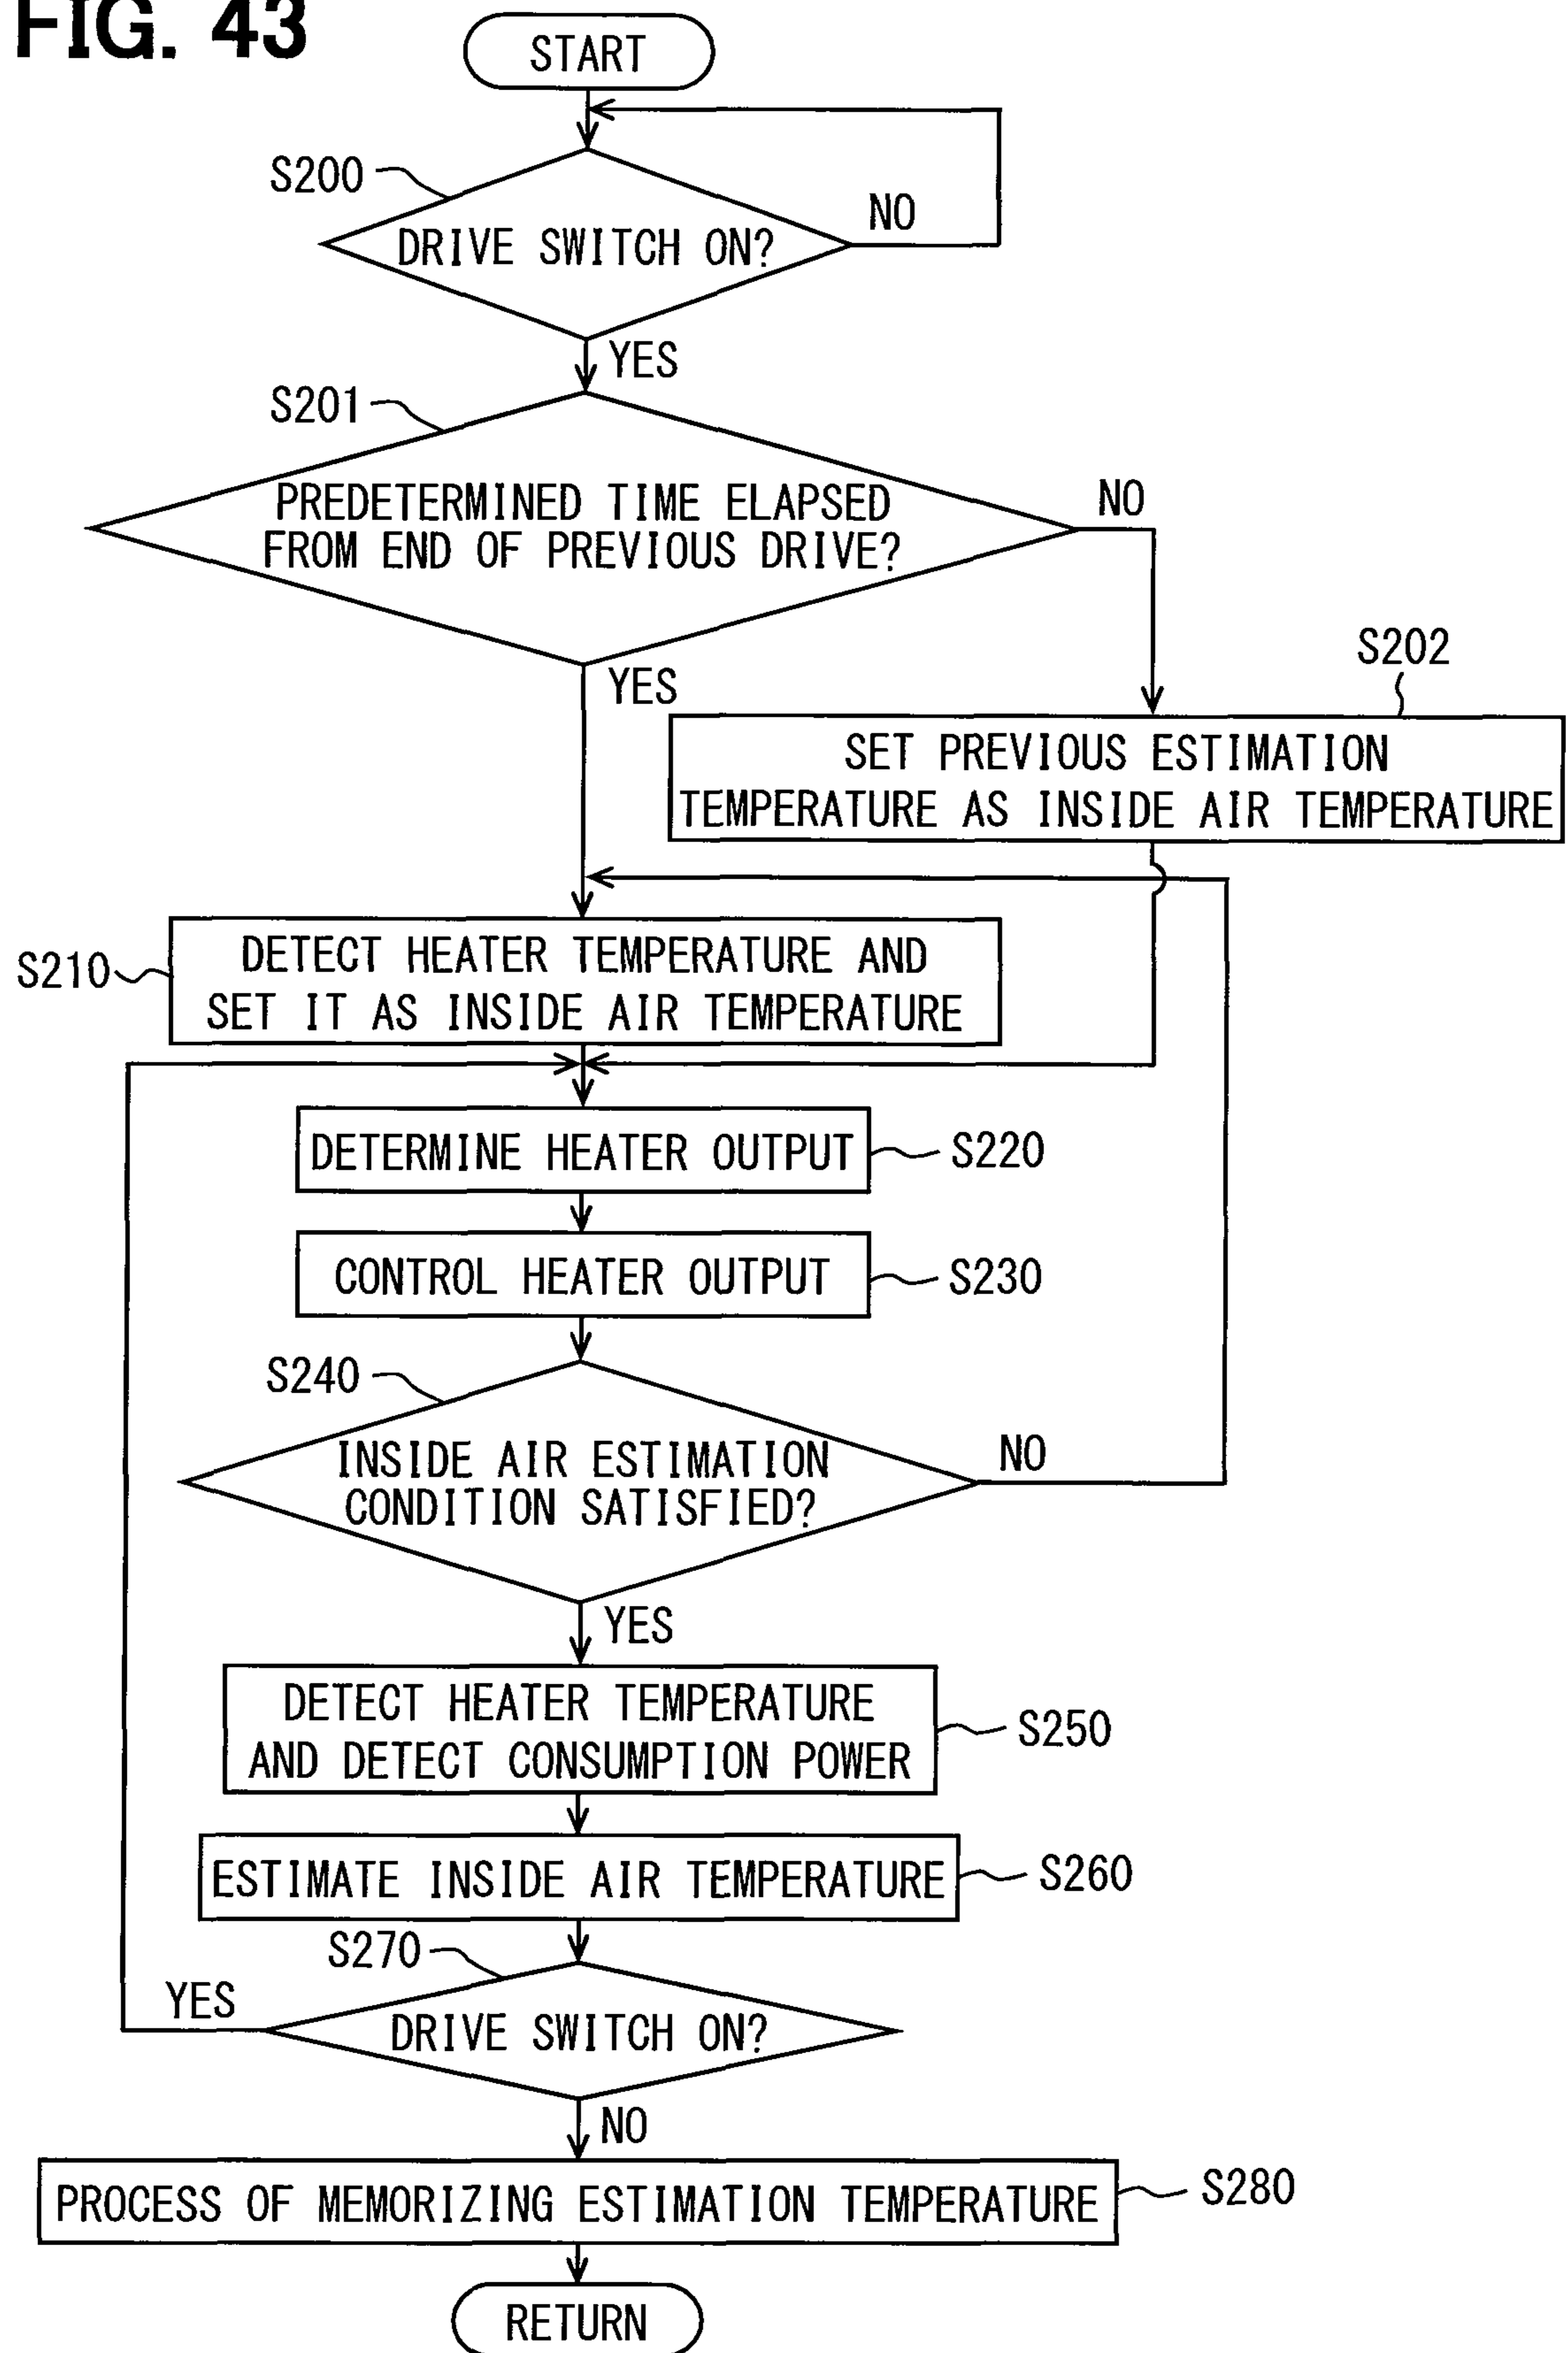 FIG. 43
START
S200
DRIVE SWITCH ON?
NO
YES
S201
PREDETERMINED TIME ELAPSED
FROM END OF PREVIOUS DRIVE?
NO
YES
S202
SET PREVIOUS ESTIMATION
TEMPERATURE AS INSIDE AIR TEMPERATURE
S210
DETECT HEATER TEMPERATURE AND
SET IT AS INSIDE AIR TEMPERATURE
DETERMINE HEATER OUTPUT
S220
CONTROL HEATER OUTPUT
S230
S240
INSIDE AIR ESTIMATION
CONDITION SATISFIED?
NO
YES
DETECT HEATER TEMPERATURE
AND DETECT CONSUMPTION POWER
S250
ESTIMATE INSIDE AIR TEMPERATURE
S260
S270
YES
DRIVE SWITCH ON?
NO
PROCESS OF MEMORIZING ESTIMATION TEMPERATURE
S280
RETURN